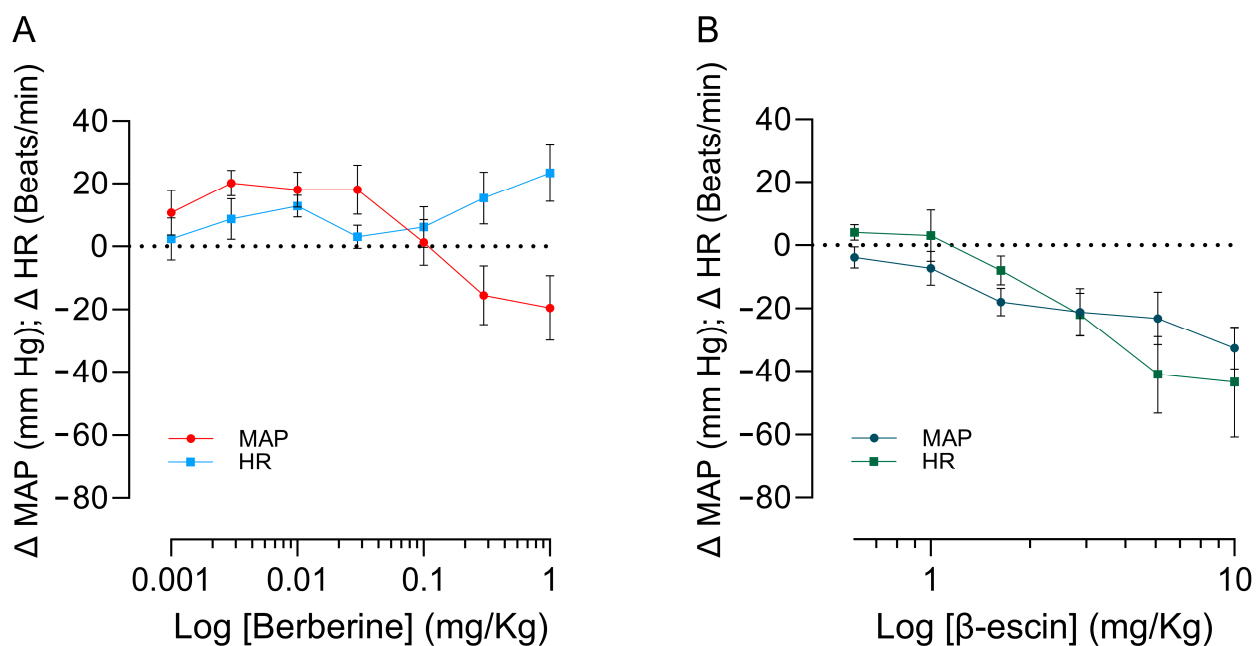 A
Δ MAP (mm Hg); Δ HR (Beats/min)
40
20
0
−20
−40
−60
−80
MAP
HR
0.001 0.01 0.1 1
Log [Berberine] (mg/Kg)
B
Δ MAP (mm Hg); Δ HR (Beats/min)
40
20
0
−20
−40
−60
−80
MAP
HR
1 10
Log [β-escin] (mg/Kg)